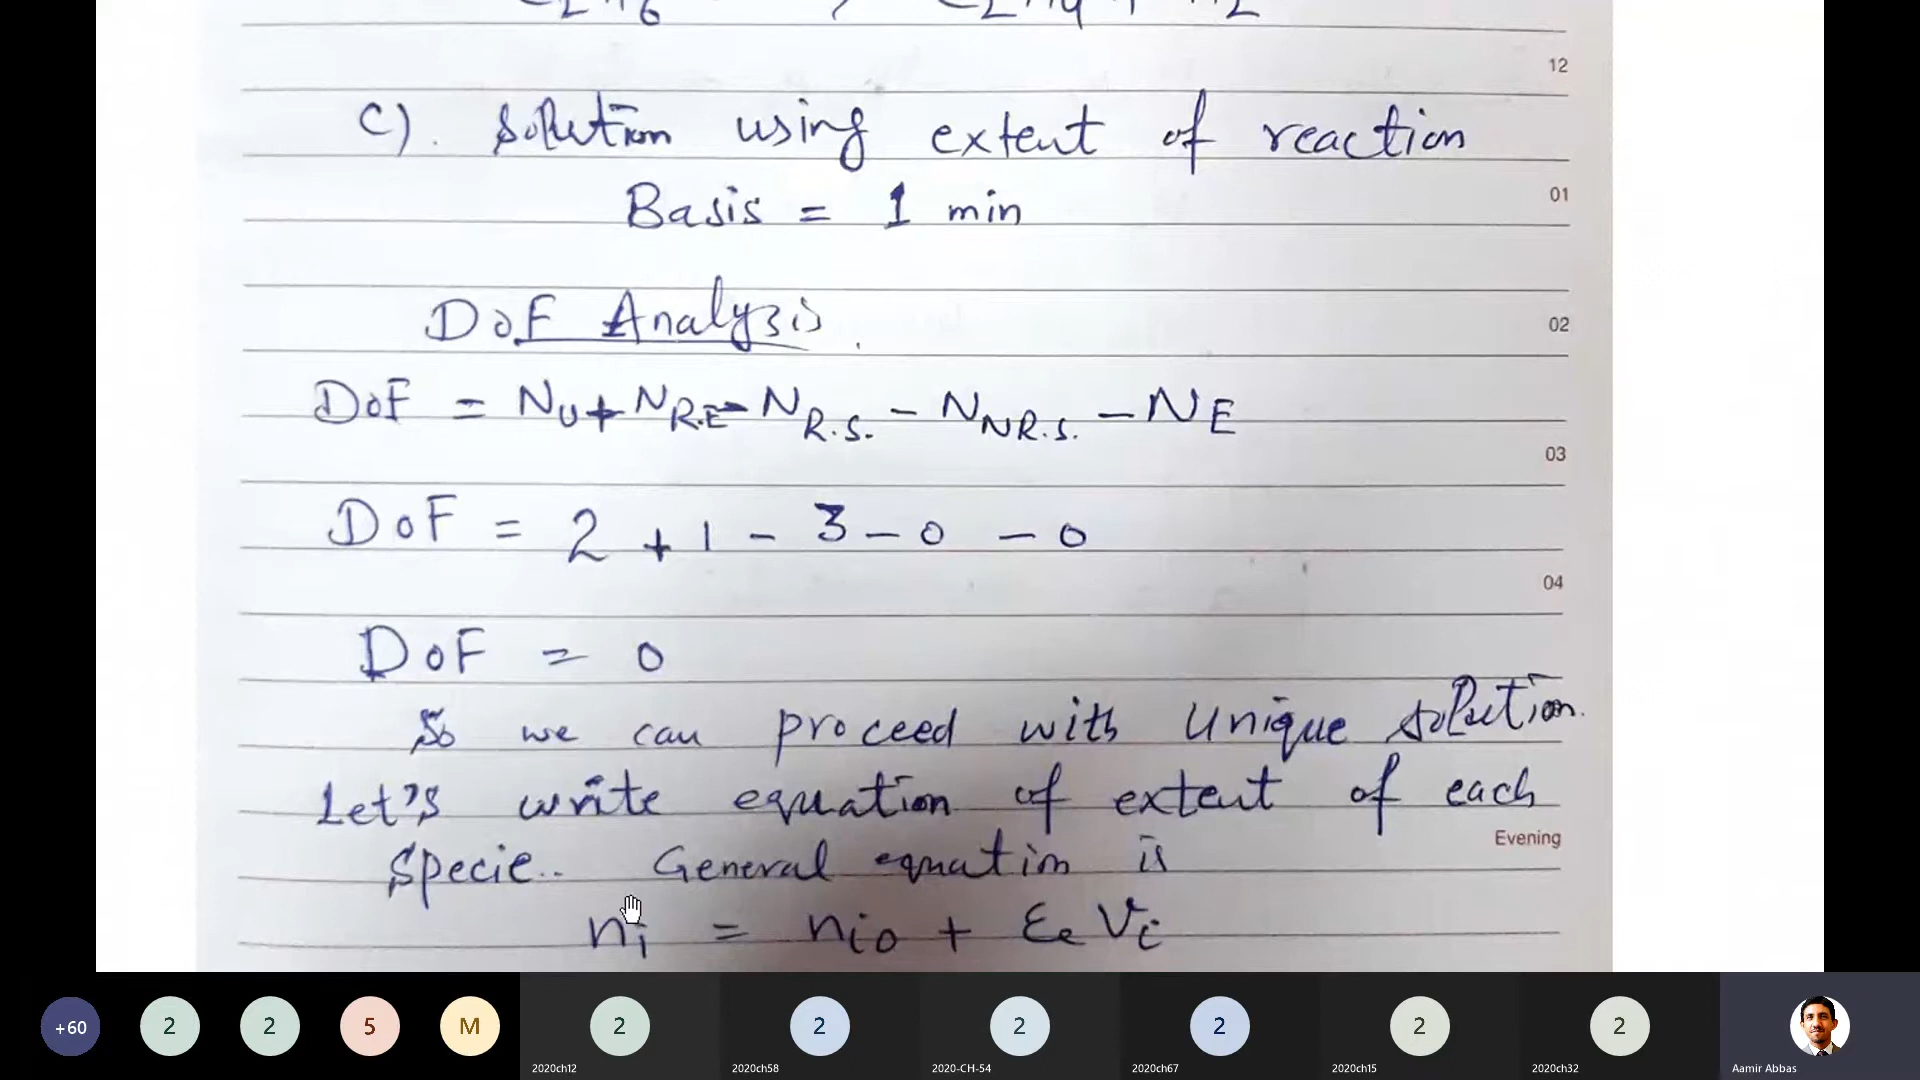 12
C). Solution using extent of reaction
Basis = 1 min
01
DoF Analysis.
02
DoF = NU + NR.E - NR.S. - NNR.S. - NE
03
DoF = 2 + 1 - 3 - 0 - 0
04
DoF = 0
So we can proceed with Unique solution.
Let's write equation of extent of each
Evening
Specie.. General equation is
ni = nio + Ee Vi
+60
2
2
5
M
2
2
2
2
2
2
2020ch12
2020ch58
2020-CH-54
2020ch67
2020ch15
2020ch32
Aamir Abbas